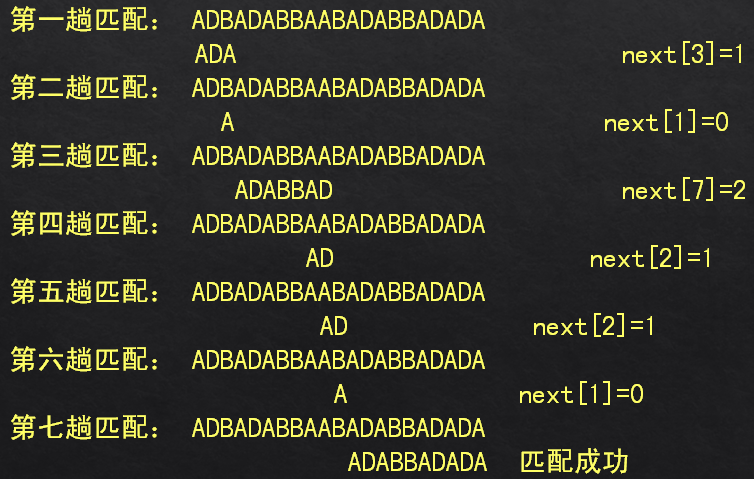 第一趟匹配： ADBADABBAABADABBADADA
ADA next[3]=1
第二趟匹配： ADBADABBAABADABBADADA
A next[1]=0
第三趟匹配： ADBADABBAABADABBADADA
ADABBAD next[7]=2
第四趟匹配： ADBADABBAABADABBADADA
AD next[2]=1
第五趟匹配： ADBADABBAABADABBADADA
AD next[2]=1
第六趟匹配： ADBADABBAABADABBADADA
A next[1]=0
第七趟匹配： ADBADABBAABADABBADADA
ADABBADADA 匹配成功